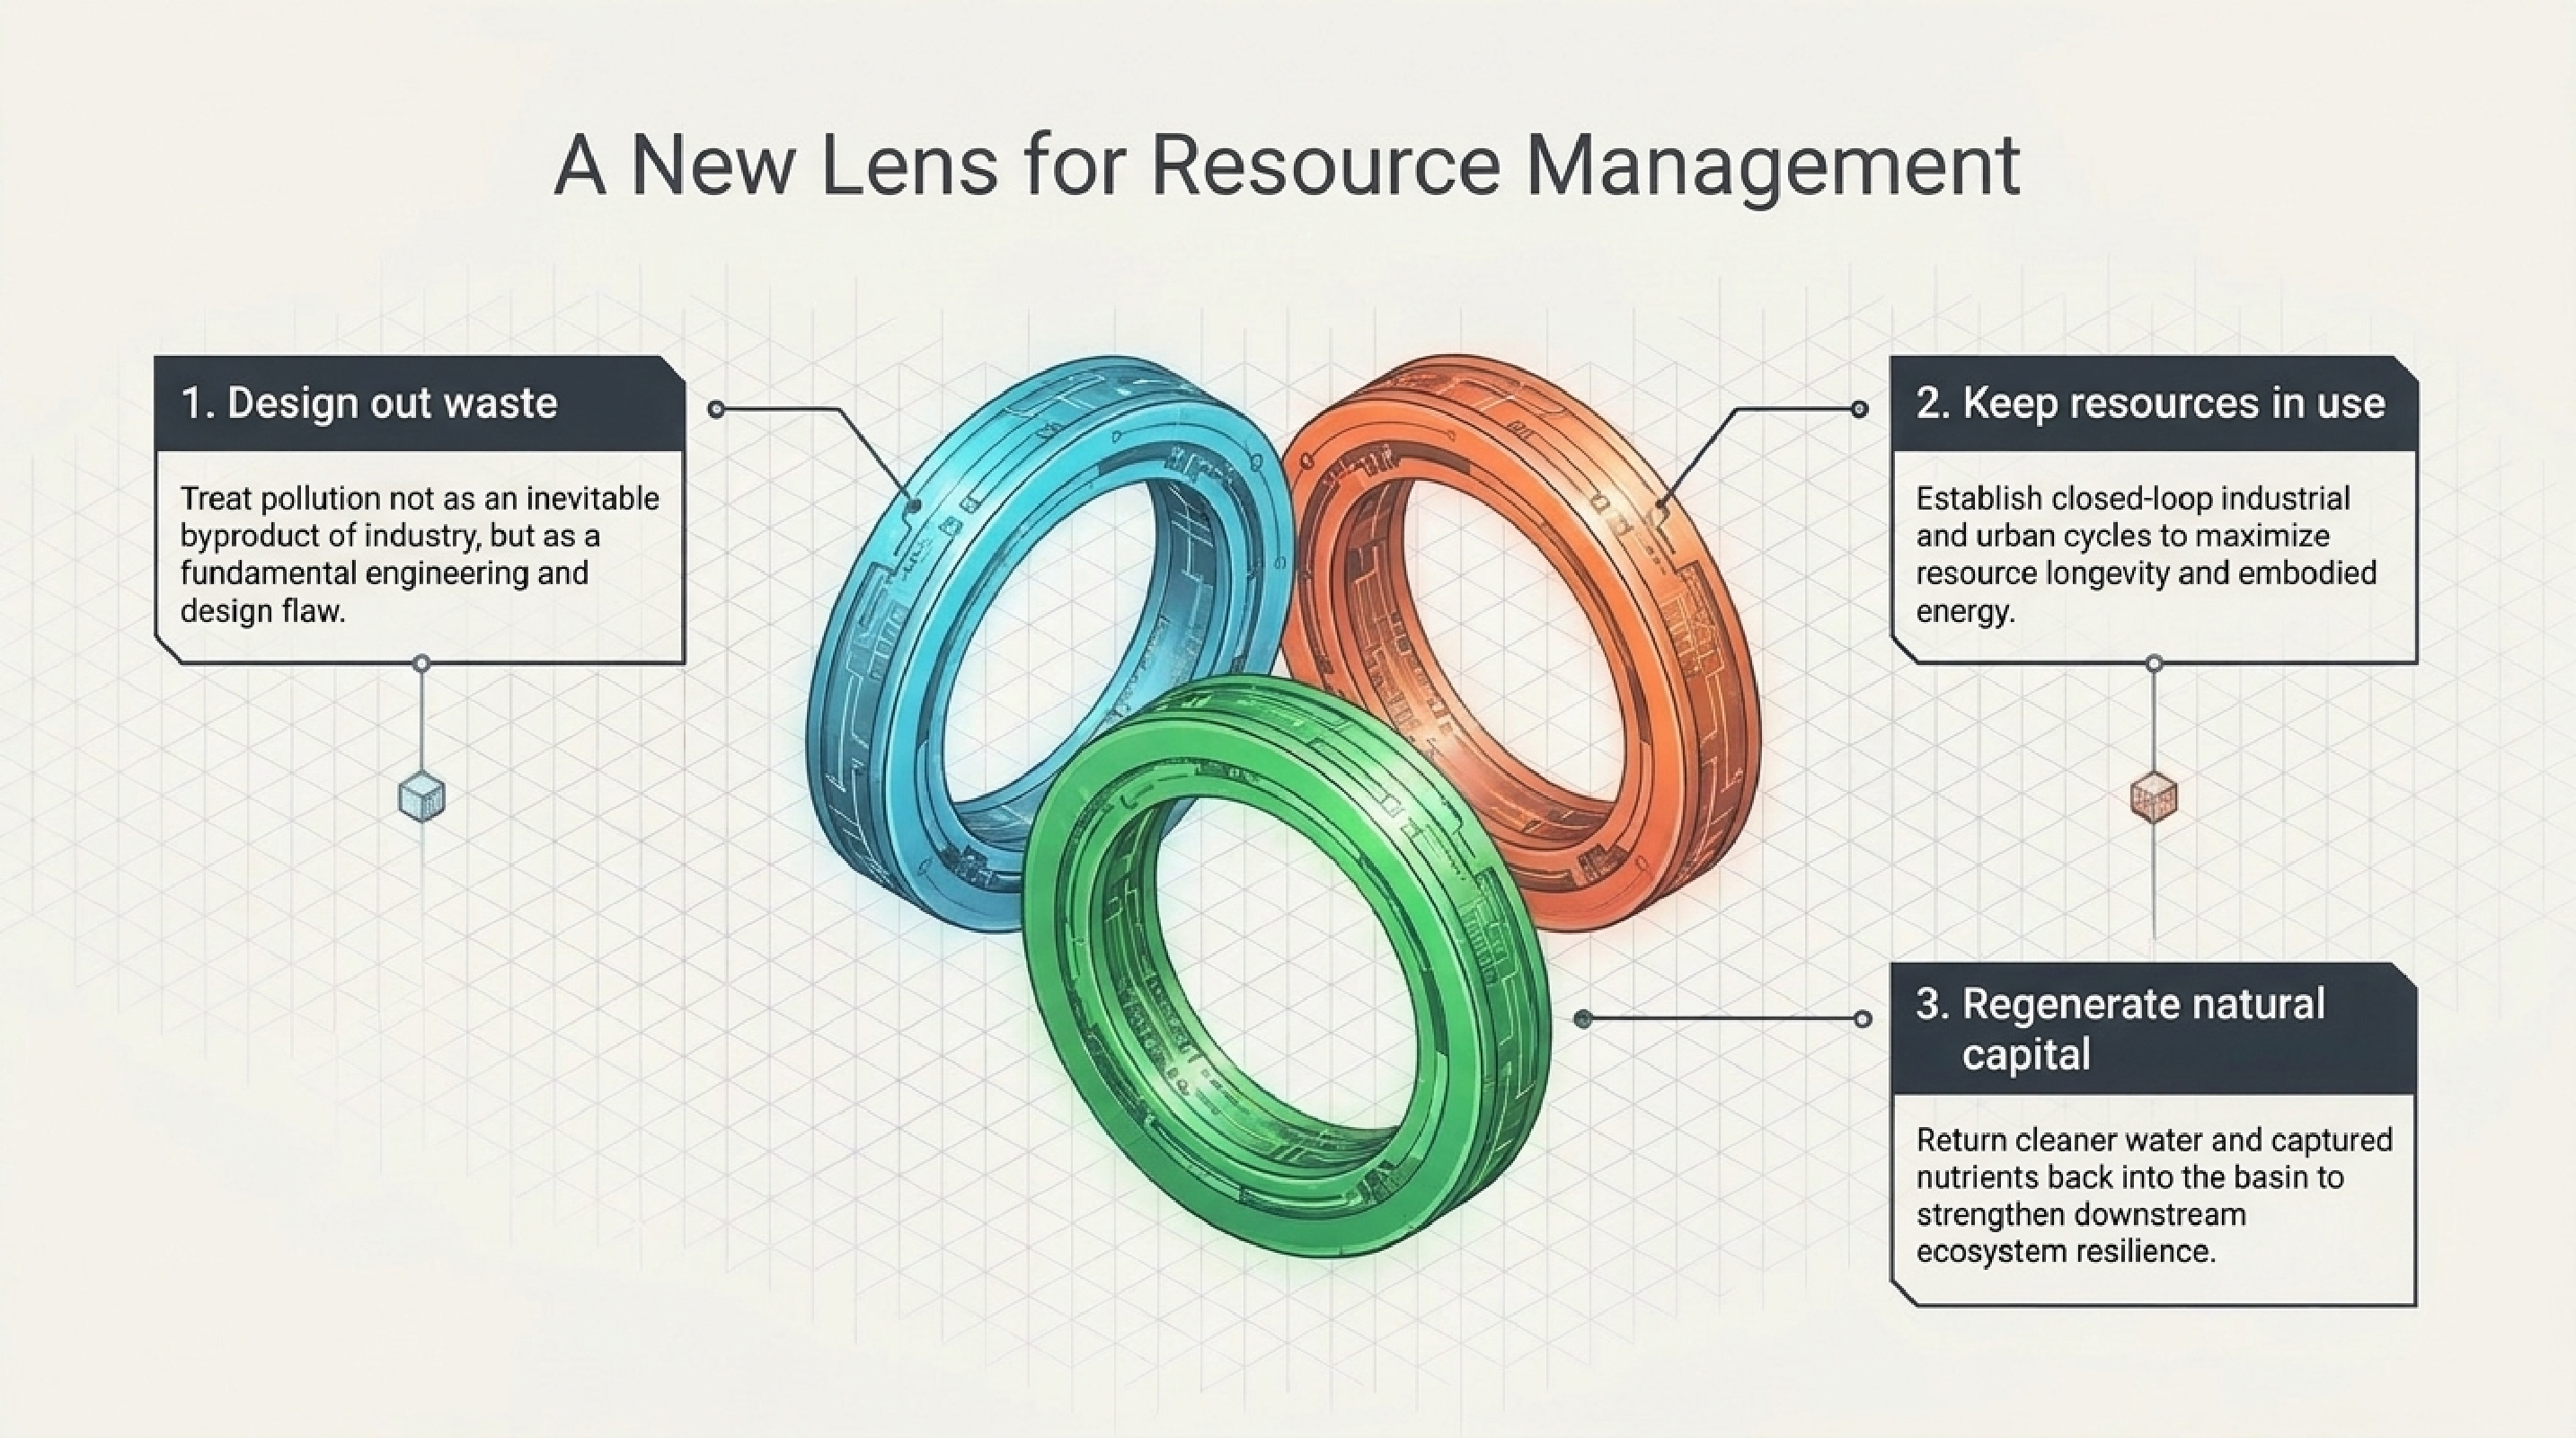 A New Lens for Resource Management
1. Design out waste
Treat pollution not as an inevitable
byproduct of industry, but as a
fundamental engineering and
design flaw.
2. Keep resources in use
Establish closed-loop industrial
and urban cycles to maximize
resource longevity and embodied
energy.
3. Regenerate natural
capital
Return cleaner water and captured
nutrients back into the basin to
strengthen downstream
ecosystem resilience.